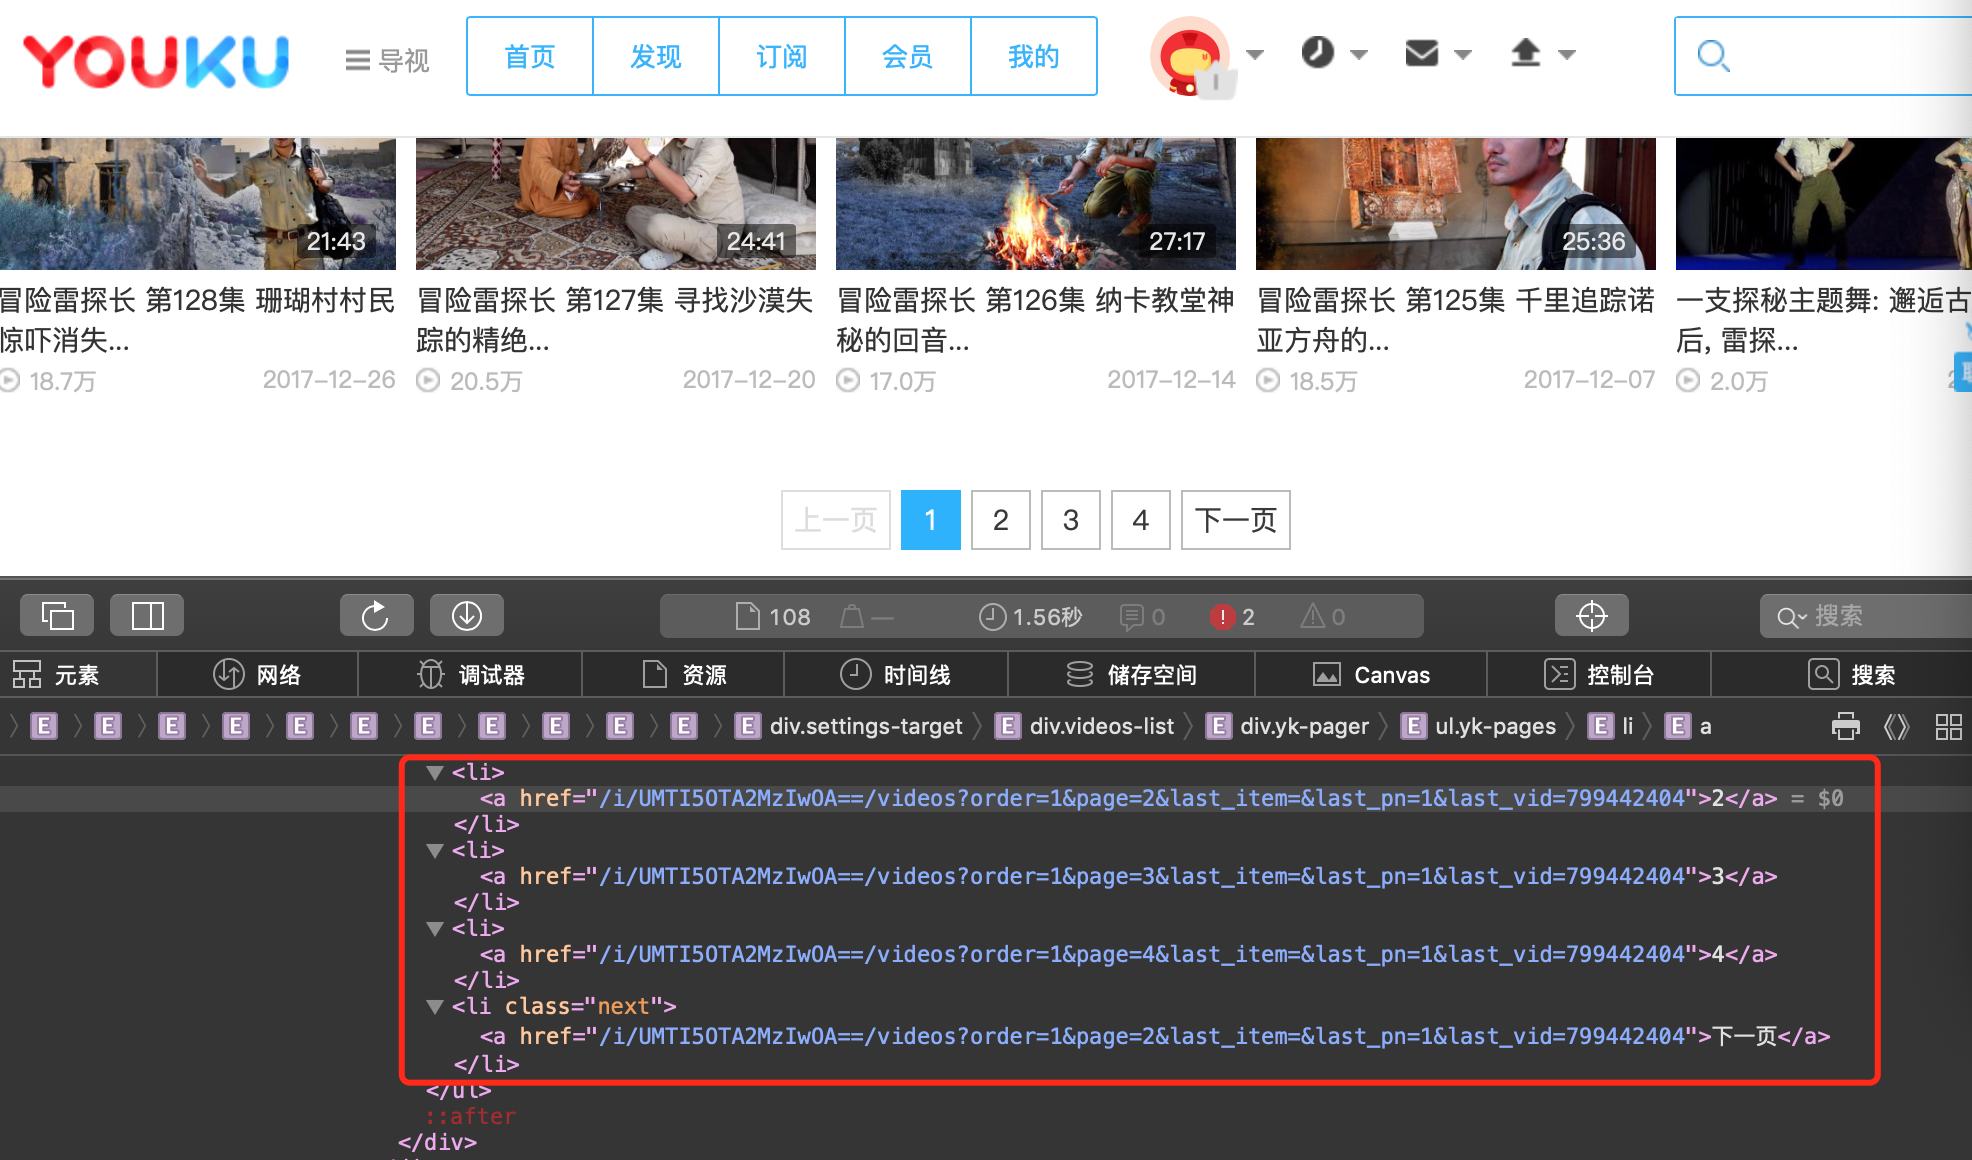 YOUKU
导视
首页
发现
订阅
会员
我的
21:43
24:41
27:17
25:36
冒险雷探长 第128集 珊瑚村村民
惊吓消失...
18.7万
2017-12-26
冒险雷探长 第127集 寻找沙漠失
踪的精绝...
20.5万
2017-12-20
冒险雷探长 第126集 纳卡教堂神
秘的回音...
17.0万
2017-12-14
冒险雷探长 第125集 千里追踪诺
亚方舟的...
18.5万
2017-12-07
一支探秘主题舞: 邂逅古
后, 雷探...
2.0万
上一页
1
2
3
4
下一页
108
—
1.56秒
0
2
0
搜索
元素
网络
调试器
资源
时间线
储存空间
Canvas
控制台
搜索
E
E
E
E
E
E
E
E
E
E
E
E div.settings-target
E div.videos-list
E div.yk-pager
E ul.yk-pages
E li
E a
<li>
<a href="/i/UMTI5OTA2MzIwOA==/videos?order=1&page=2&last_item=&last_pn=1&last_vid=799442404">2</a> = $0
</li>
<li>
<a href="/i/UMTI5OTA2MzIwOA==/videos?order=1&page=3&last_item=&last_pn=1&last_vid=799442404">3</a>
</li>
<li>
<a href="/i/UMTI5OTA2MzIwOA==/videos?order=1&page=4&last_item=&last_pn=1&last_vid=799442404">4</a>
</li>
<li class="next">
<a href="/i/UMTI5OTA2MzIwOA==/videos?order=1&page=2&last_item=&last_pn=1&last_vid=799442404">下一页</a>
</li>
</ul>
::after
</div>